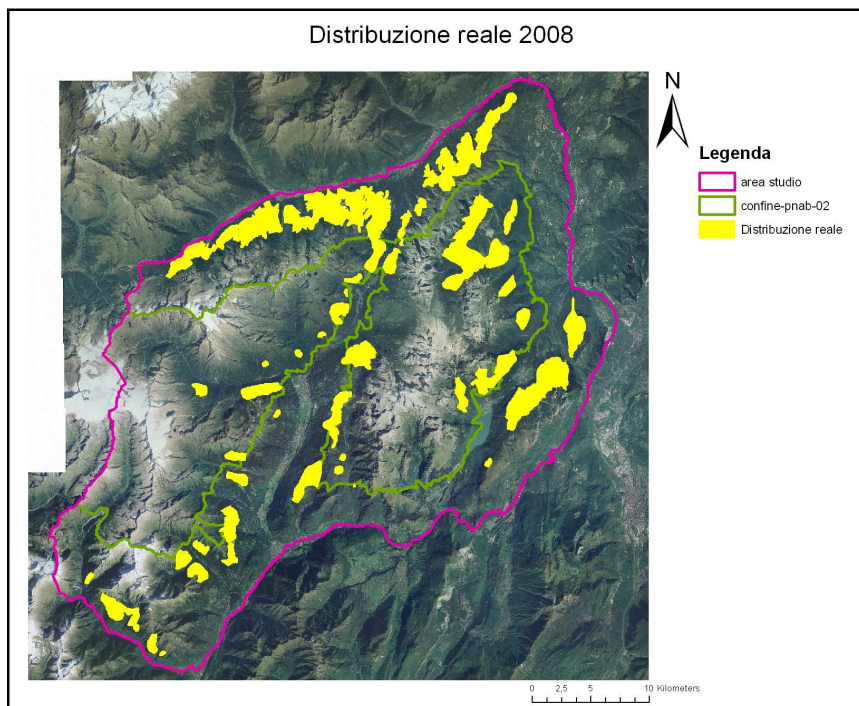 Distribuzione reale 2008
N
Legenda
area studio
confine-pnab-02
Distribuzione reale
0 2,5 5 10 Kilometers